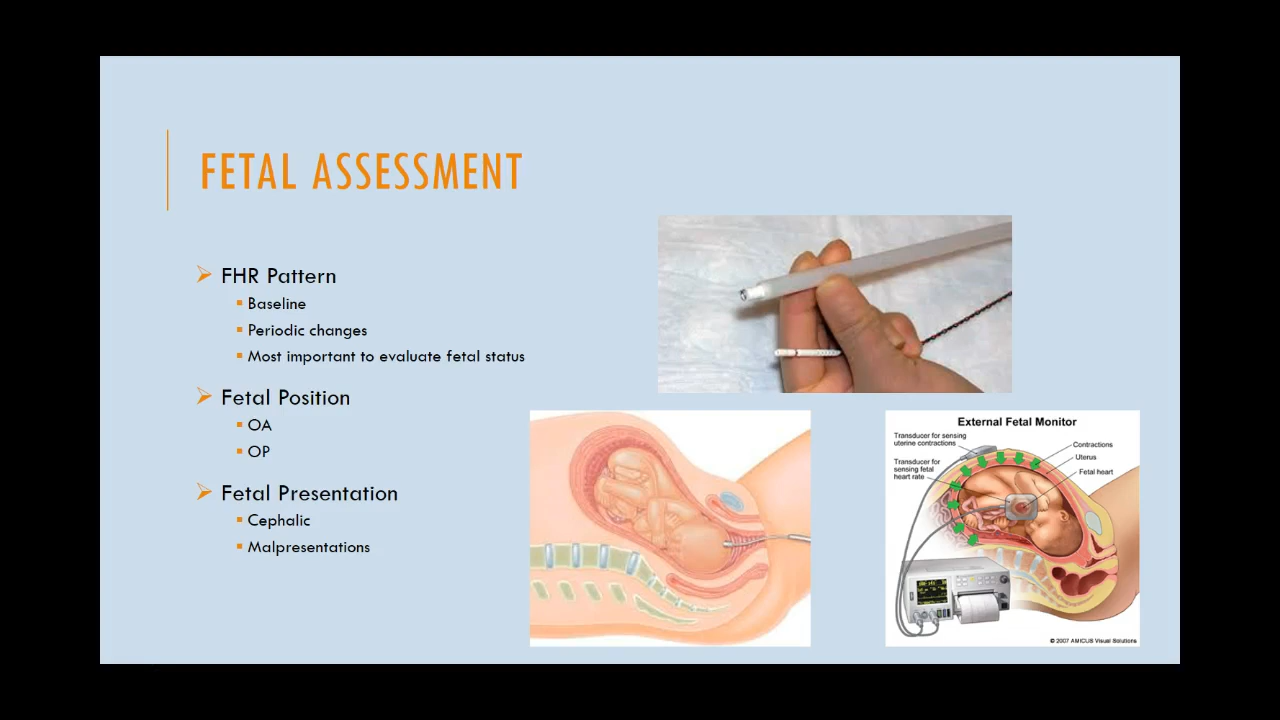 FETAL ASSESSMENT
FHR Pattern
Baseline
Periodic changes
Most important to evaluate fetal status
Fetal Position
OA
OP
Fetal Presentation
Cephalic
Malpresentations
External Fetal Monitor
Transducer for sensing
uterine contractions
Transducer for
sensing fetal
heart rate
Contractions
Uterus
Fetal heart
© 2007 AMICUS Visual Solutions